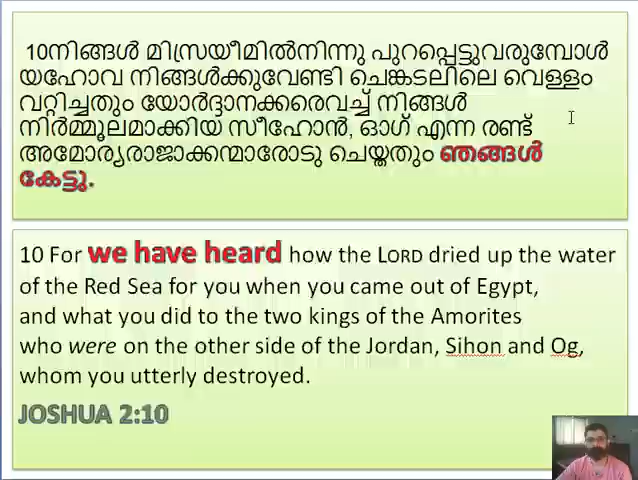 10നിങ്ങൾ മിസ്രയീമിൽനിന്നു പുറപ്പെട്ടുവരുമ്പോൾ
യഹോവ നിങ്ങൾക്കുവേണ്ടി ചെങ്കടലിലെ വെള്ളം
വറ്റിച്ചതും യോർദ്ദാനക്കരെവച്ച് നിങ്ങൾ
നിർമ്മൂലമാക്കിയ സീഹോൻ, ഓഗ് എന്ന രണ്ട്
അമോര്യരാജാക്കന്മാരോടു ചെയ്തതും ഞങ്ങൾ
കേട്ടു.
10 For we have heard how the LORD dried up the water
of the Red Sea for you when you came out of Egypt,
and what you did to the two kings of the Amorites
who were on the other side of the Jordan, Sihon and Og,
whom you utterly destroyed.
JOSHUA 2:10